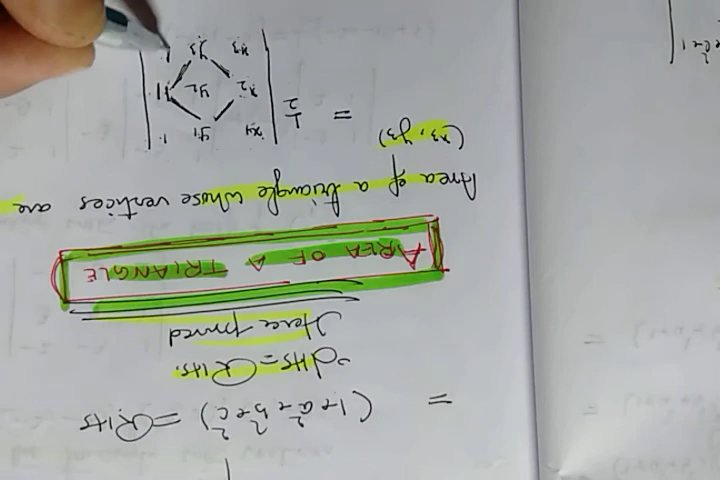 = (1+a²+b²+c²) = RHS
LHS = RHS.
Hence proved
AREA OF A TRIANGLE
Area of a triangle whose vertices are
(x3, y3)
= 1/2 | x1 y1 1
x2 y2 1
x3 y3 1 |